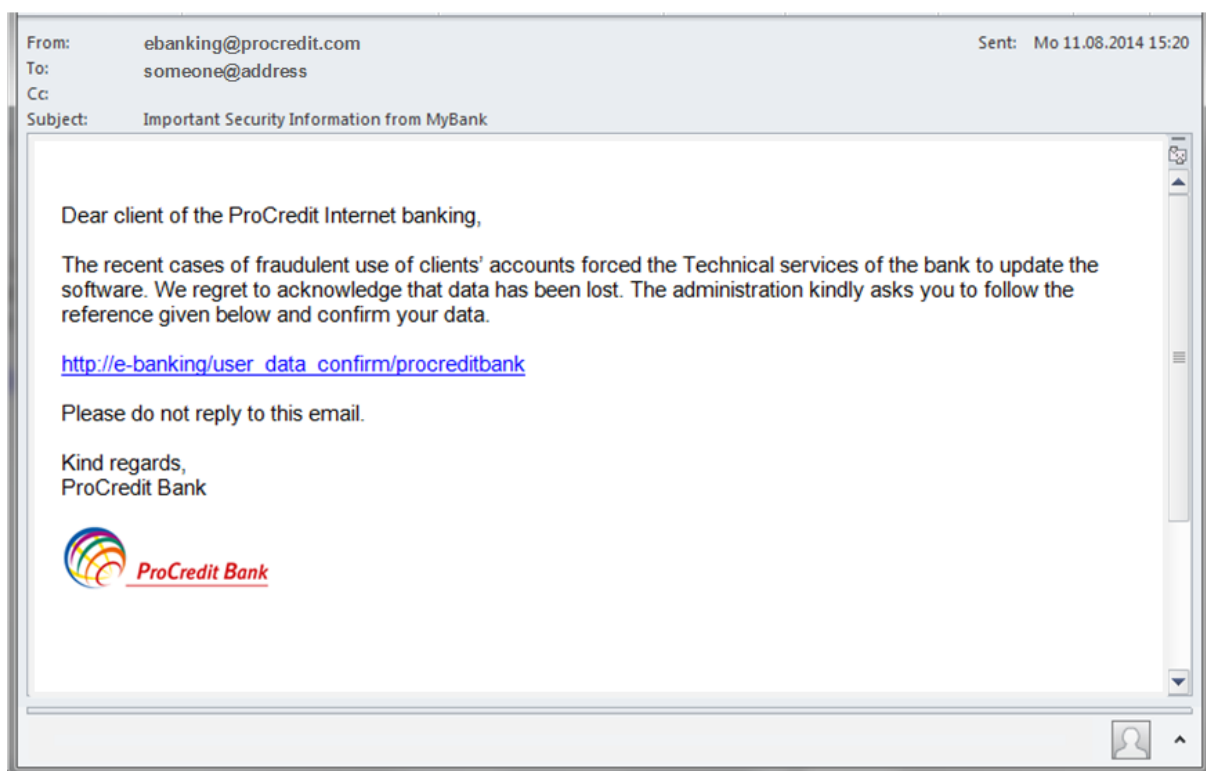 From: ebanking@procredit.com Sent: Mo 11.08.2014 15:20
To: someone@address
Cc:
Subject: Important Security Information from MyBank
Dear client of the ProCredit Internet banking,
The recent cases of fraudulent use of clients’ accounts forced the Technical services of the bank to update the
software. We regret to acknowledge that data has been lost. The administration kindly asks you to follow the
reference given below and confirm your data.
http://e-banking/user_data_confirm/procreditbank
Please do not reply to this email.
Kind regards,
ProCredit Bank
ProCredit Bank